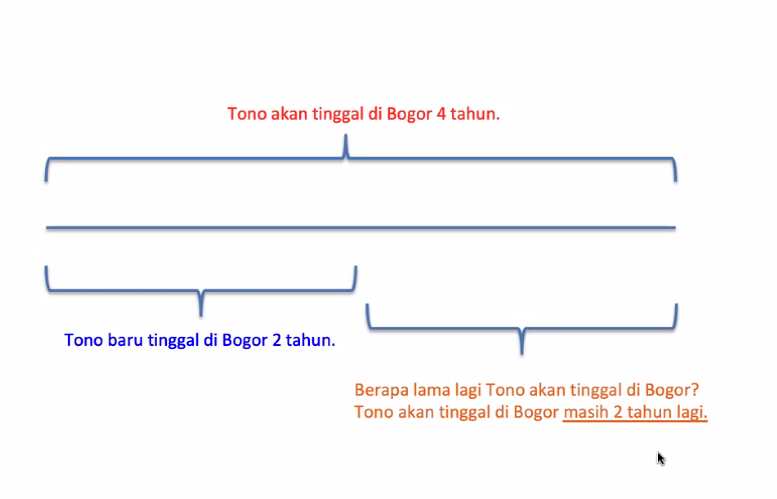 Tono akan tinggal di Bogor 4 tahun.
Tono baru tinggal di Bogor 2 tahun.
Berapa lama lagi Tono akan tinggal di Bogor?
Tono akan tinggal di Bogor masih 2 tahun lagi.